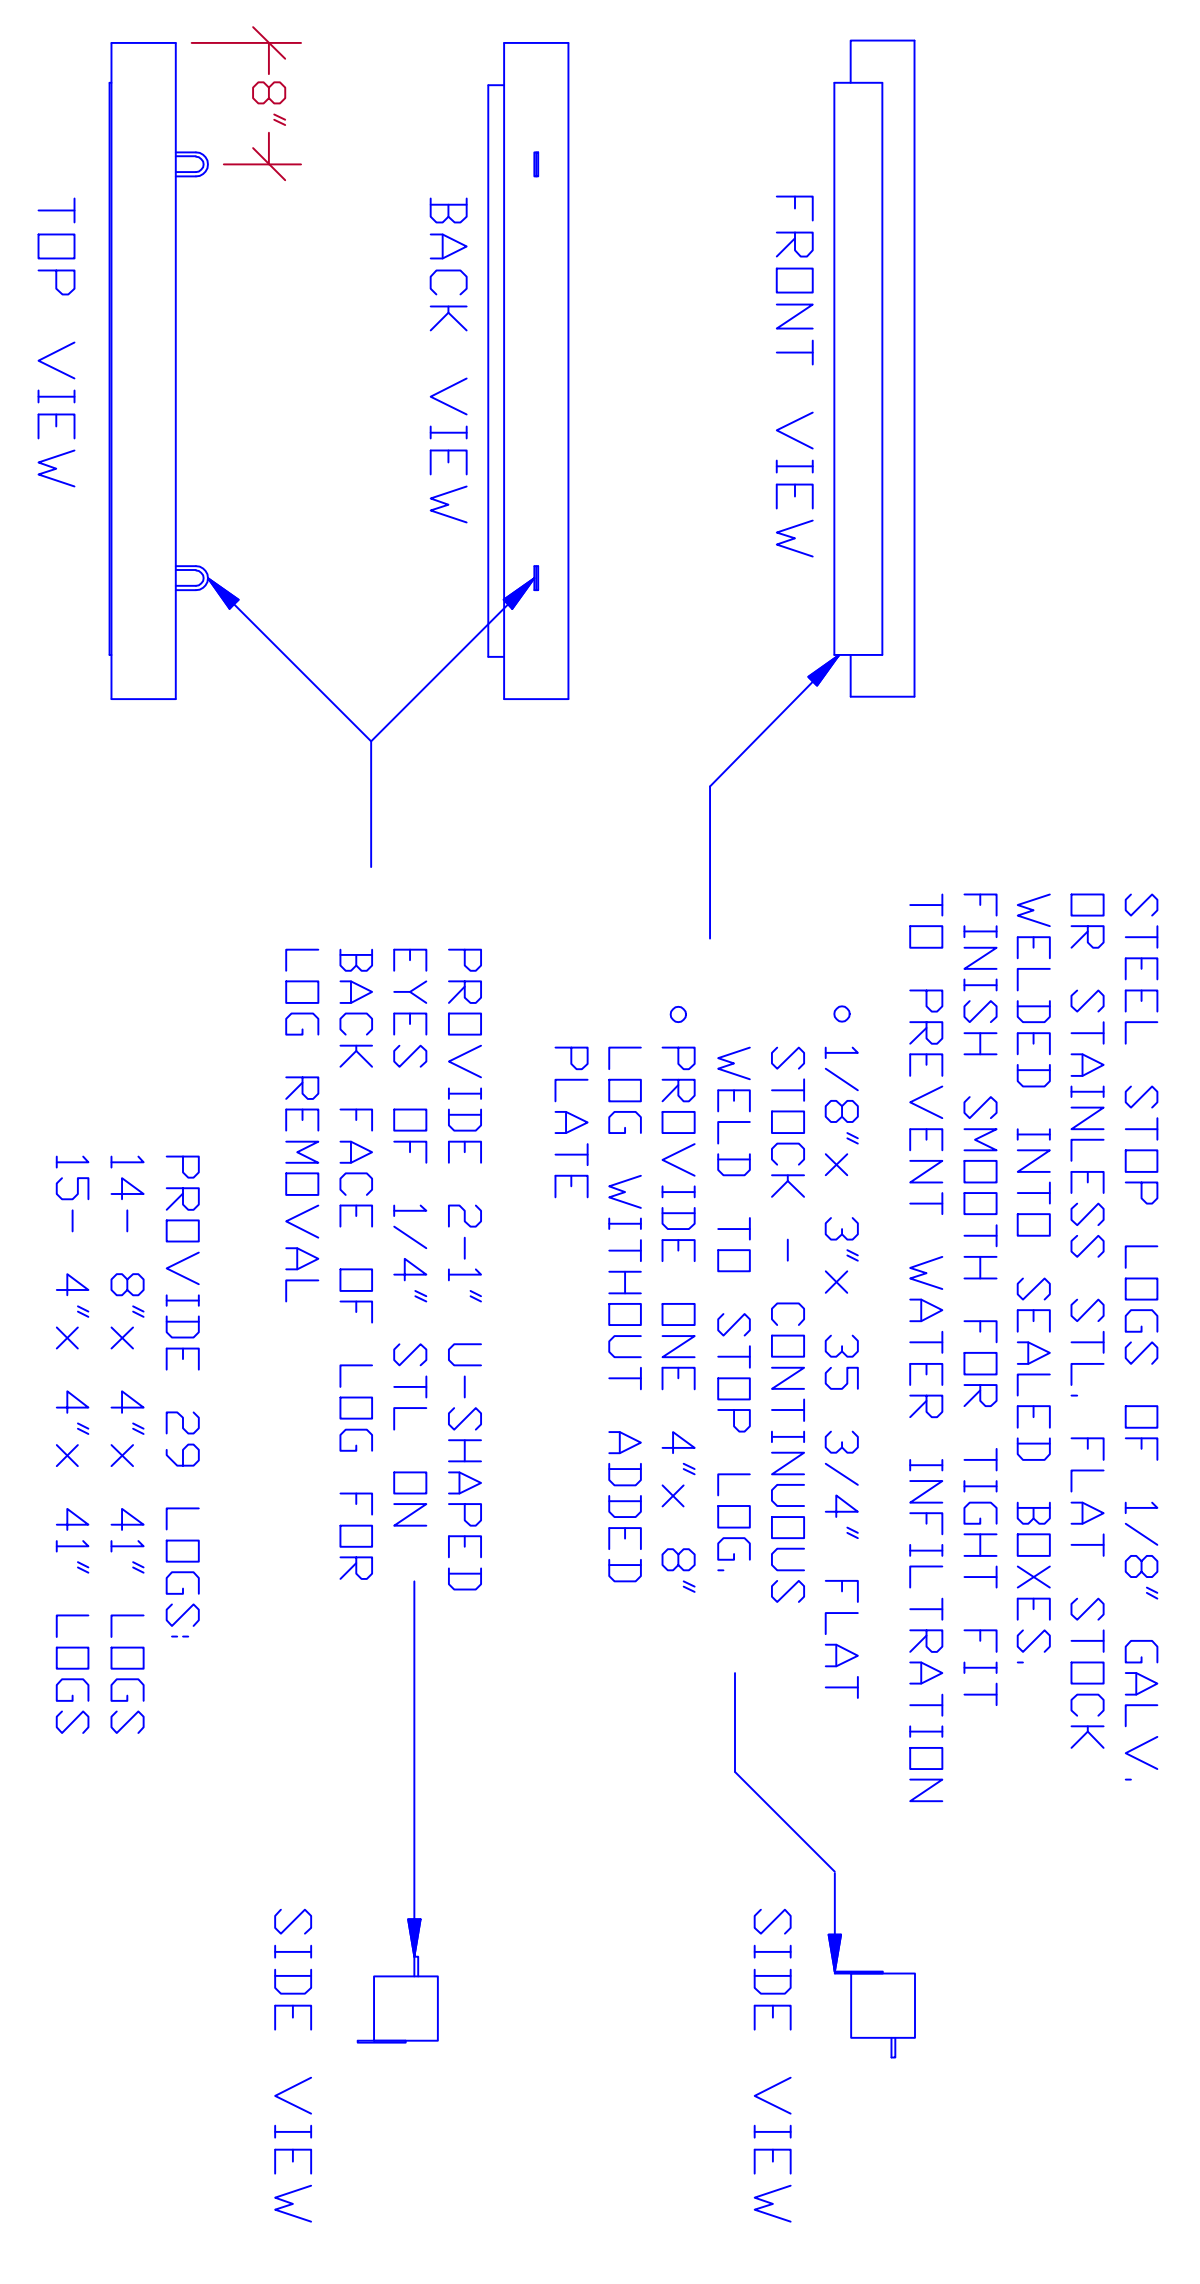 STEEL STOP LOGS OF 1/8" GALV.
OR STAINLESS STL. FLAT STOCK
WELDED INTO SEALED BOXES.
FINISH SMOOTH FOR TIGHT FIT
TO PREVENT WATER INFILTRATION
FRONT VIEW
1/8"x 3"x 35 3/4" FLAT
STOCK - CONTINUOUS
WELD TO STOP LOG.
PROVIDE ONE 4"x 8"
LOG WITHOUT ADDED
PLATE
SIDE VIEW
BACK VIEW
PROVIDE 2-1" U-SHAPED
EYES OF 1/4" STL ON
BACK FACE OF LOG FOR
LOG REMOVAL
SIDE VIEW
8"
TOP VIEW
PROVIDE 29 LOGS:
14- 8"x 4"x 41" LOGS
15- 4"x 4"x 41" LOGS